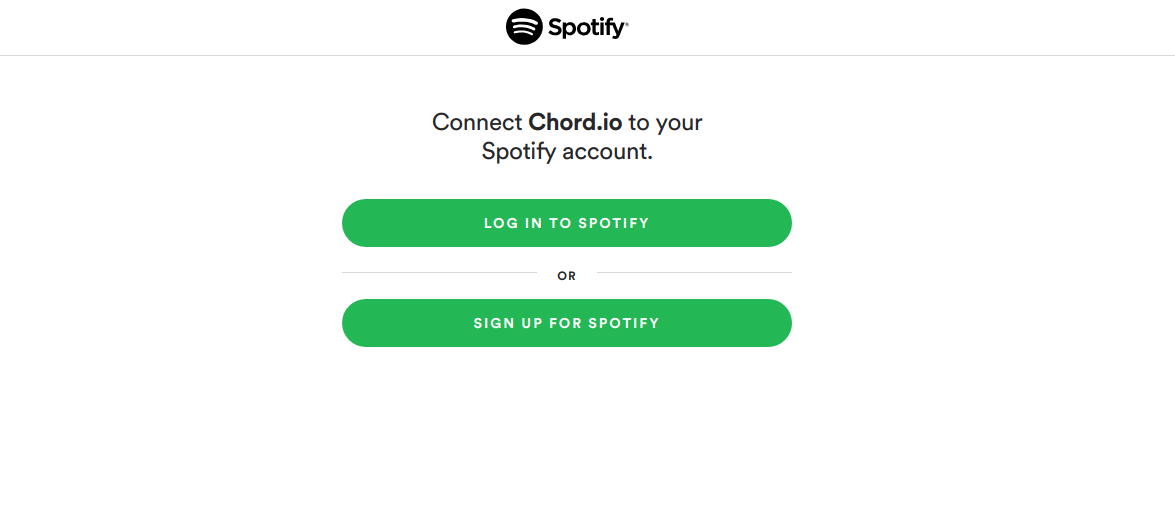 Spotify
Connect Chord.io to your
Spotify account.
LOG IN TO SPOTIFY
OR
SIGN UP FOR SPOTIFY